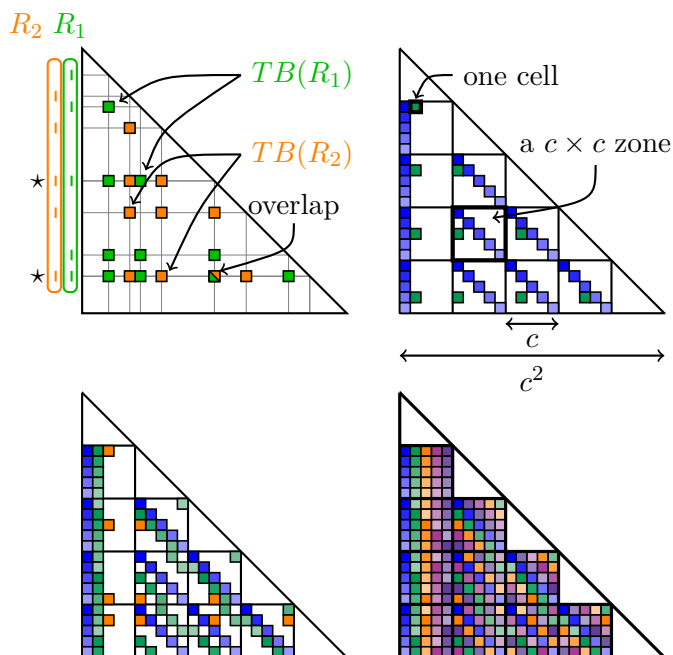 R₂ R₁
TB(R₁)
TB(R₂)
overlap
⋆
⋆
one cell
a c × c zone
c
c²